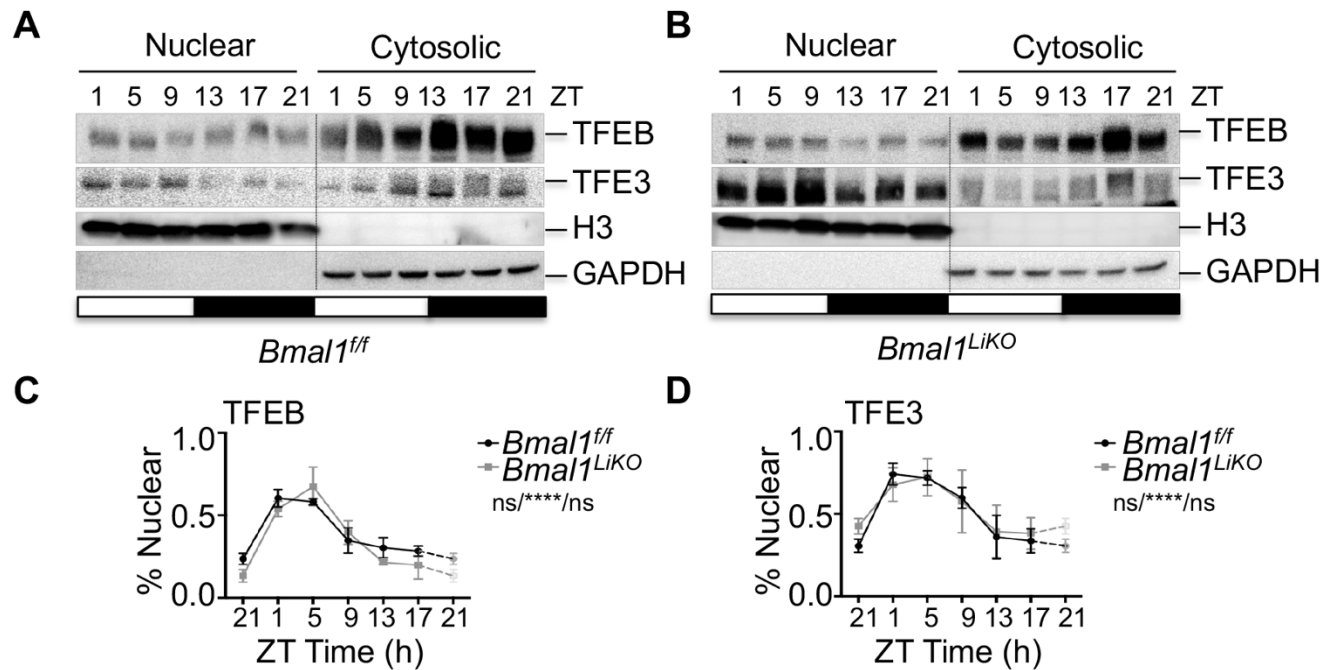 A
Nuclear Cytosolic
1 5 9 13 17 21 1 5 9 13 17 21 ZT
TFEB
TFE3
H3
GAPDH
Bmal1f/f
B
Nuclear Cytosolic
1 5 9 13 17 21 1 5 9 13 17 21 ZT
TFEB
TFE3
H3
GAPDH
Bmal1LiKO
C
TFEB
1.0
0.5
0.0
% Nuclear
21 1 5 9 13 17 21
ZT Time (h)
Bmal1f/f
Bmal1LiKO
ns/****/ns
D
TFE3
1.0
0.5
0.0
% Nuclear
21 1 5 9 13 17 21
ZT Time (h)
Bmal1f/f
Bmal1LiKO
ns/****/ns